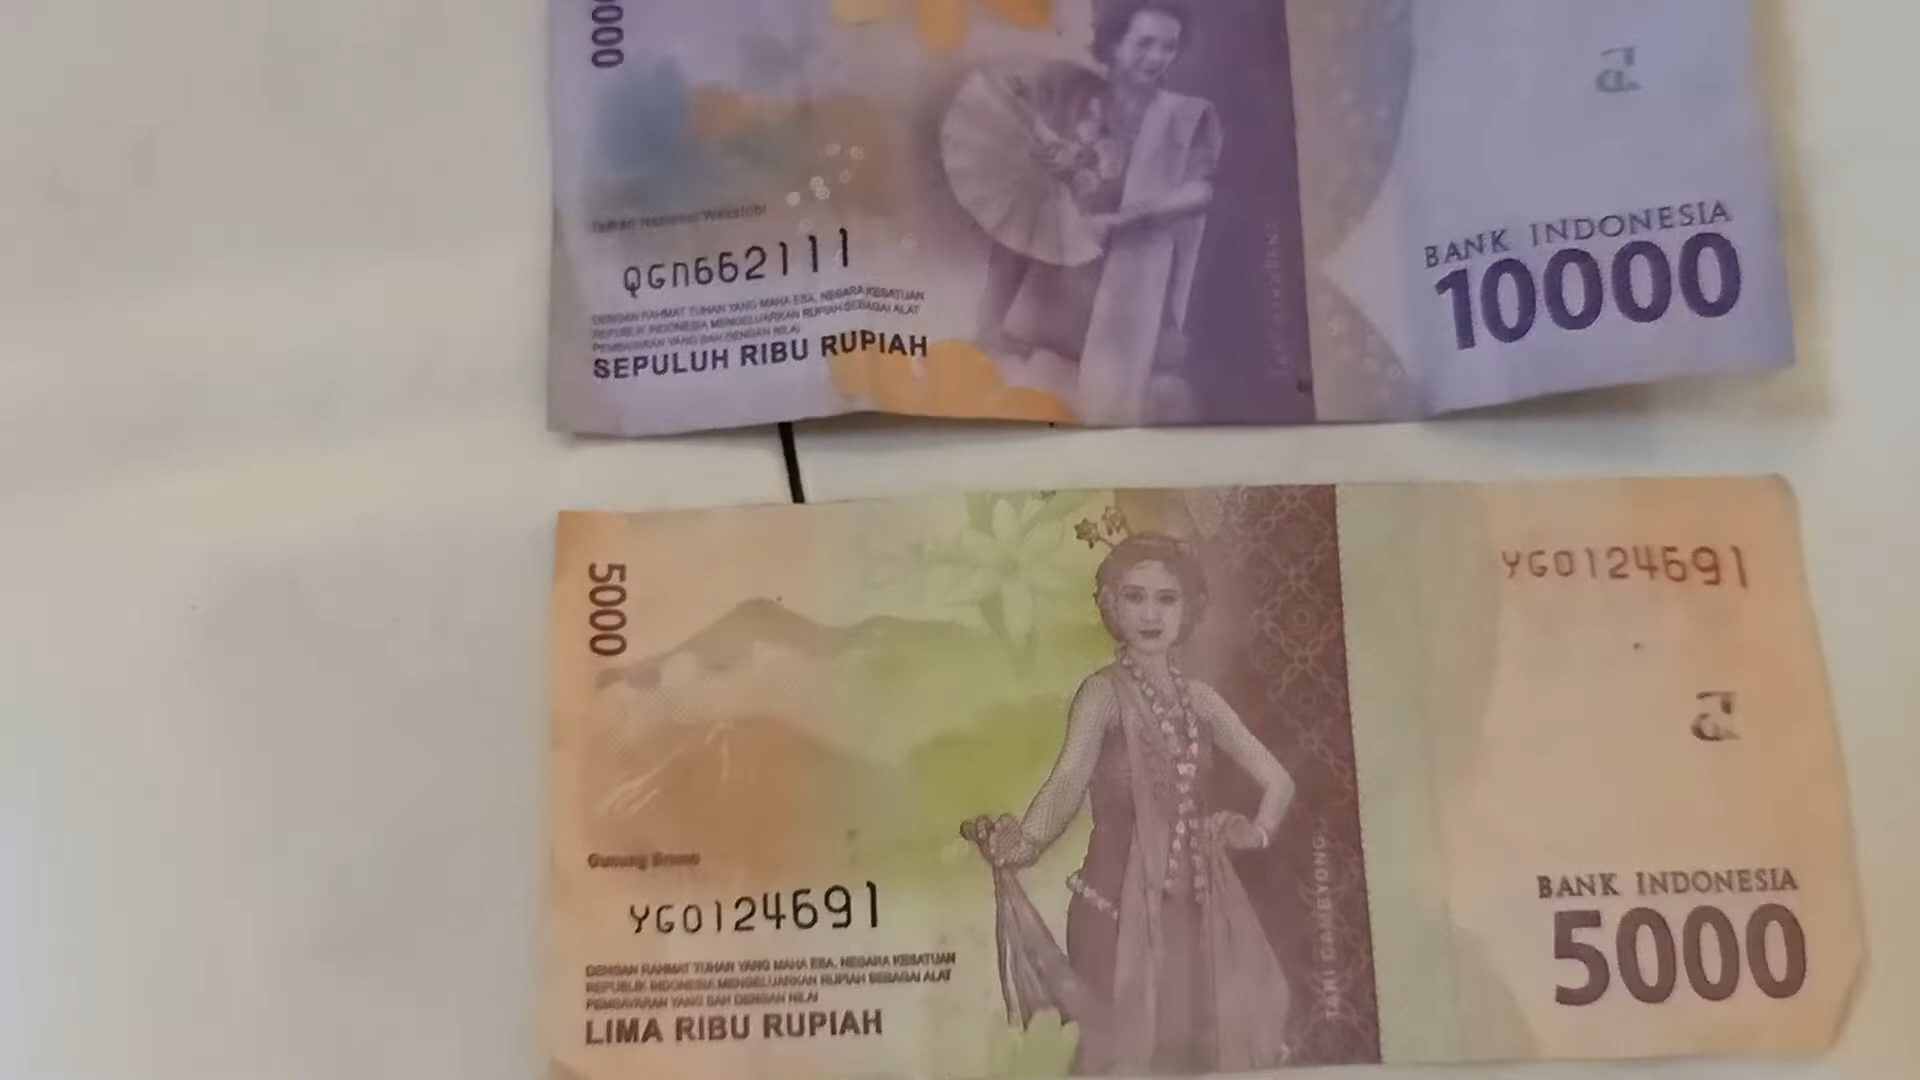 000
Taman Nasional Wakatobi
QGN662111
DENGAN RAHMAT TUHAN YANG MAHA ESA, NEGARA KESATUAN
REPUBLIK INDONESIA MENGELUARKAN RUPIAH SEBAGAI ALAT
PEMBAYARAN YANG SAH DENGAN NILAI
SEPULUH RIBU RUPIAH
BANK INDONESIA
10000
5000
YGO124691
Gunung Bromo
YGO124691
DENGAN RAHMAT TUHAN YANG MAHA ESA, NEGARA KESATUAN
REPUBLIK INDONESIA MENGELUARKAN RUPIAH SEBAGAI ALAT
PEMBAYARAN YANG SAH DENGAN NILAI
LIMA RIBU RUPIAH
TARI GAMBYONG
BANK INDONESIA
5000